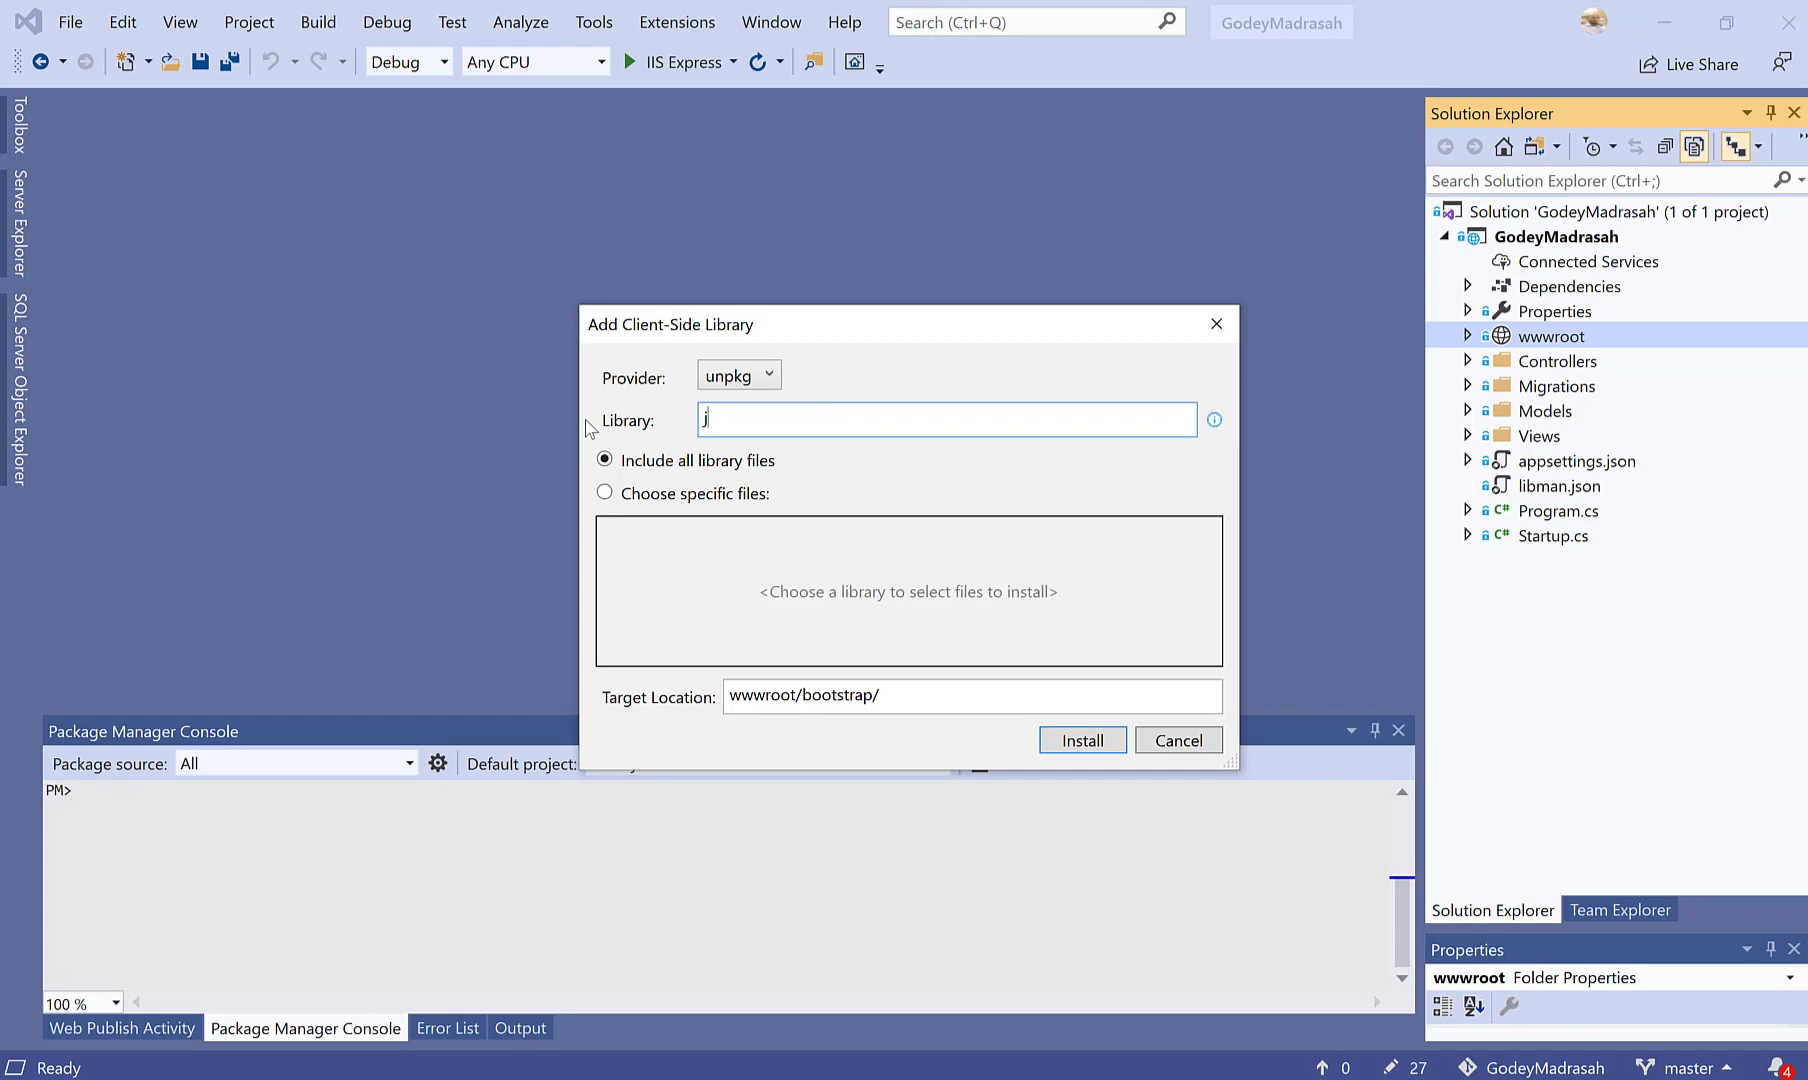 File Edit View Project Build Debug Test Analyze Tools Extensions Window Help Search (Ctrl+Q) GodeyMadrasah
Debug Any CPU IIS Express Live Share
Toolbox
Server Explorer
SQL Server Object Explorer
Add Client-Side Library
Provider: unpkg
Library: j
Include all library files
Choose specific files:
<Choose a library to select files to install>
Target Location: wwwroot/bootstrap/
Install Cancel
Package Manager Console
Package source: All Default project:
PM>
100 %
Web Publish Activity Package Manager Console Error List Output
Solution Explorer
Search Solution Explorer (Ctrl+;)
Solution 'GodeyMadrasah' (1 of 1 project)
GodeyMadrasah
Connected Services
Dependencies
Properties
wwwroot
Controllers
Migrations
Models
Views
appsettings.json
libman.json
C# Program.cs
C# Startup.cs
Solution Explorer Team Explorer
Properties
wwwroot Folder Properties
Ready 0 27 GodeyMadrasah master 4